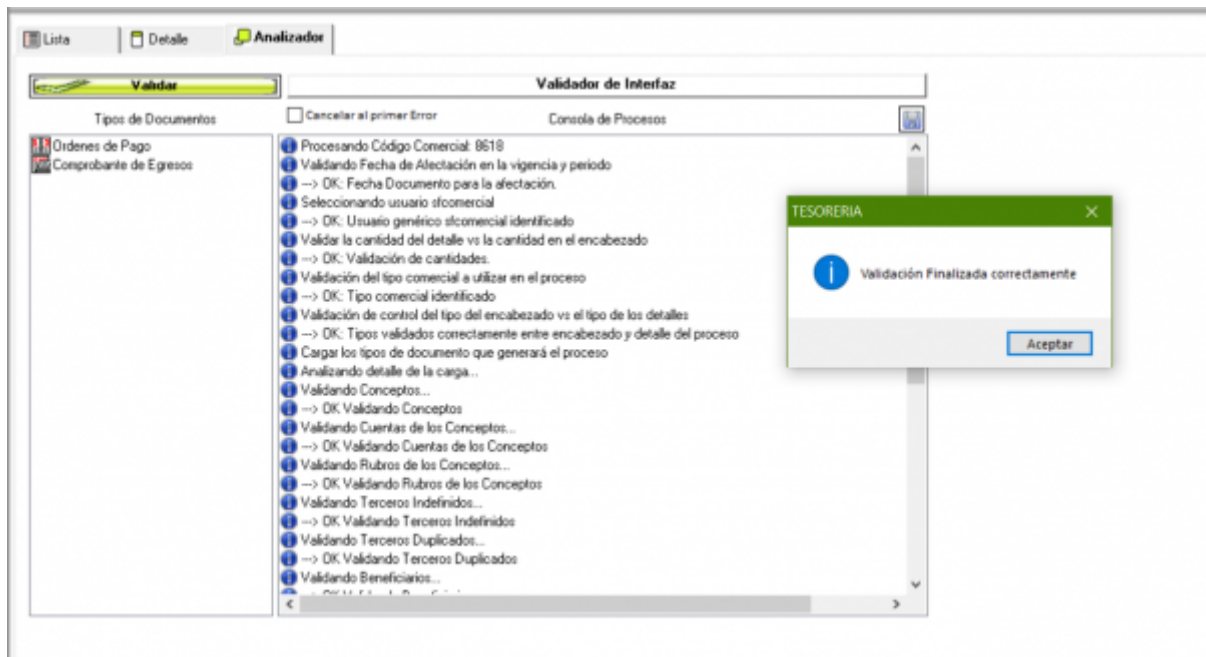 Lista Detalle Analizador
Validar Validador de Interfaz
Tipos de Documentos Cancelar al primer Error Consola de Procesos
Ordenes de Pago
Comprobante de Egresos
Procesando Código Comercial: 8618
Validando Fecha de Afectación en la vigencia y periodo
--> OK: Fecha Documento para la afectación.
Seleccionando usuario sfcomercial
--> OK: Usuario genérico sfcomercial identificado
Validar la cantidad del detalle vs la cantidad en el encabezado
--> OK: Validación de cantidades.
Validación del tipo comercial a utilizar en el proceso
--> OK: Tipo comercial identificado
Validación de control del tipo del encabezado vs el tipo de los detalles
--> OK: Tipos validados correctamente entre encabezado y detalle del proceso
Cargar los tipos de documento que generará el proceso
Analizando detalle de la carga...
Validando Conceptos...
--> OK Validando Conceptos
Validando Cuentas de los Conceptos...
--> OK Validando Cuentas de los Conceptos
Validando Rubros de los Conceptos...
--> OK Validando Rubros de los Conceptos
Validando Terceros Indefinidos...
--> OK Validando Terceros Indefinidos
Validando Terceros Duplicados...
--> OK Validando Terceros Duplicados
Validando Beneficiarios...
TESORERIA
Validación Finalizada correctamente
Aceptar